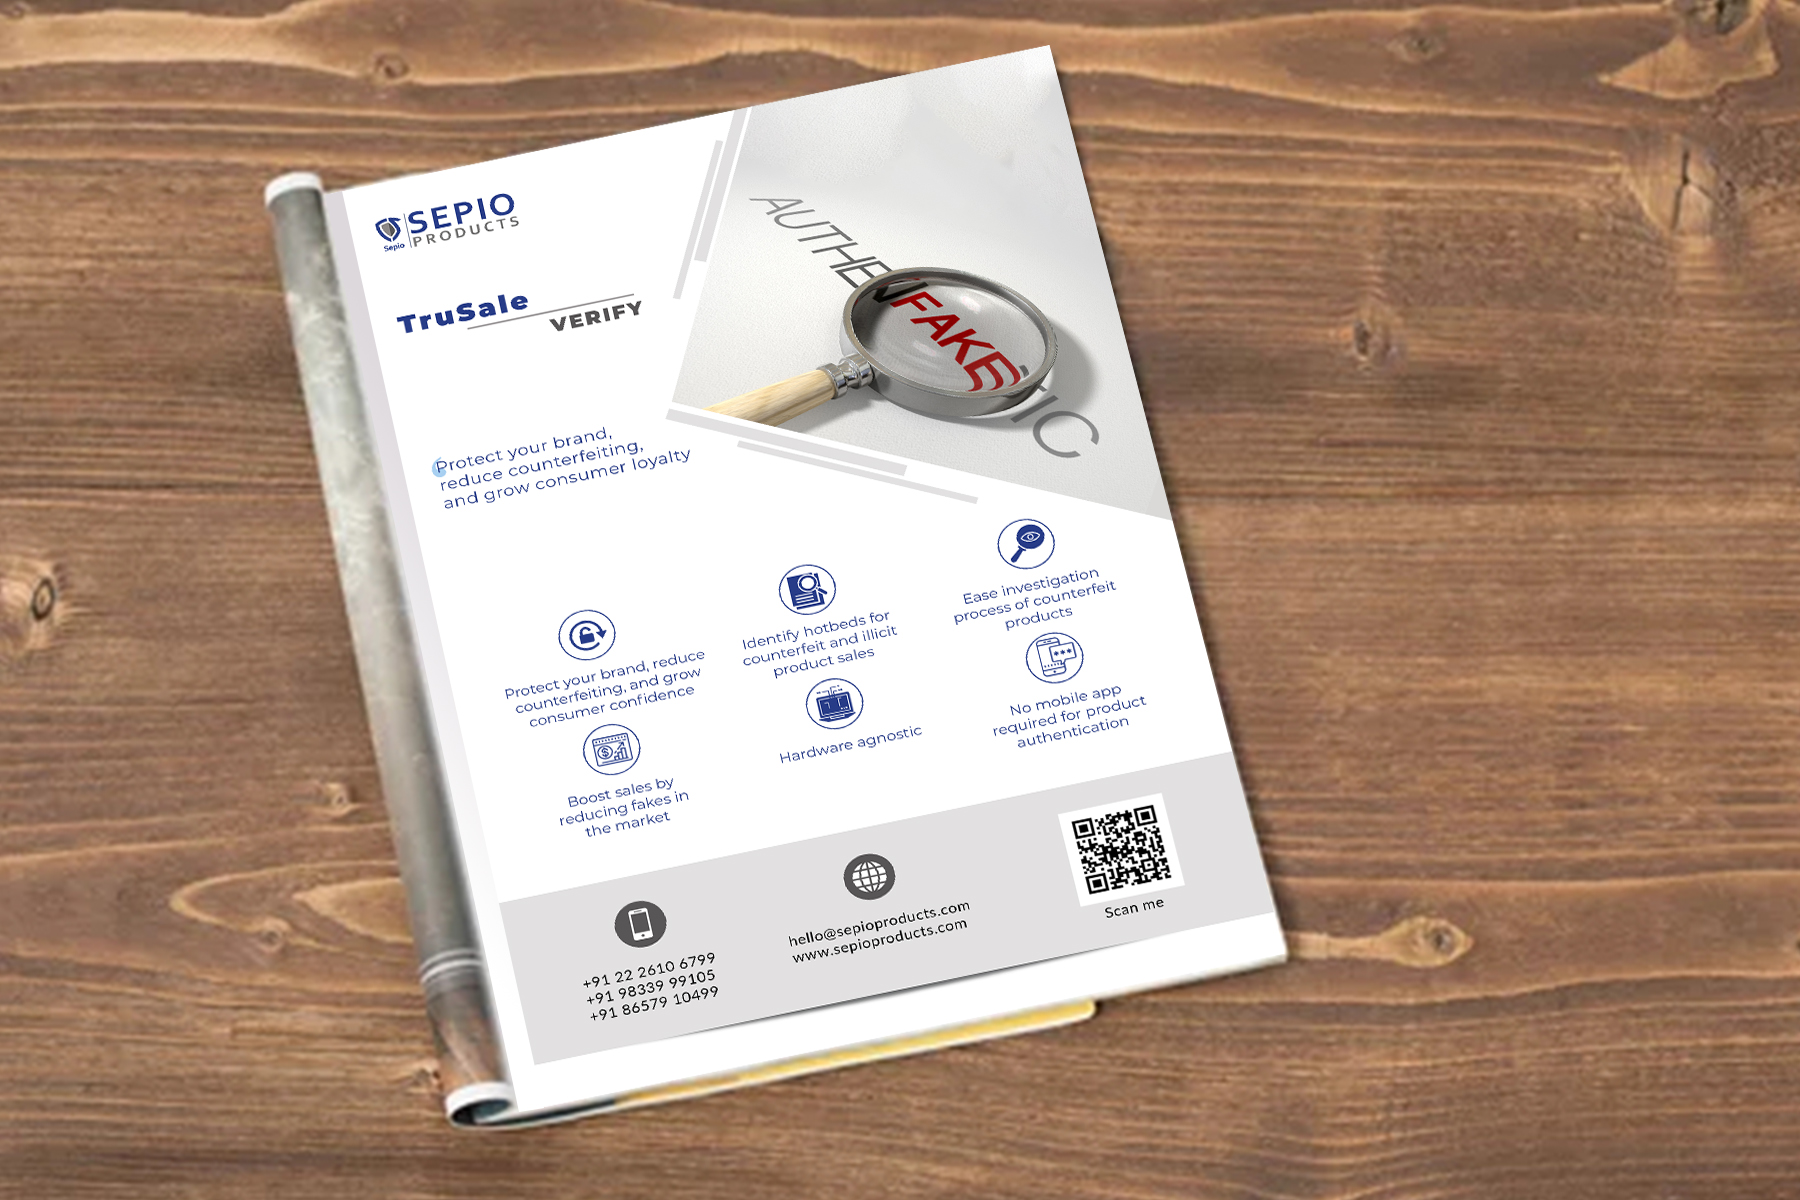 Sepio
SEPIO
PRODUCTS
TruSale
VERIFY
AUTHEN
FAKE
TIC
Protect your brand,
reduce counterfeiting,
and grow consumer loyalty
Protect your brand, reduce
counterfeiting, and grow
consumer confidence
Identify hotbeds for
counterfeit and illicit
product sales
Ease investigation
process of counterfeit
products
Boost sales by
reducing fakes in
the market
Hardware agnostic
No mobile app
required for product
authentication
+91 22 2610 6799
+91 98339 99105
+91 86579 10499
hello@sepioproducts.com
www.sepioproducts.com
Scan me